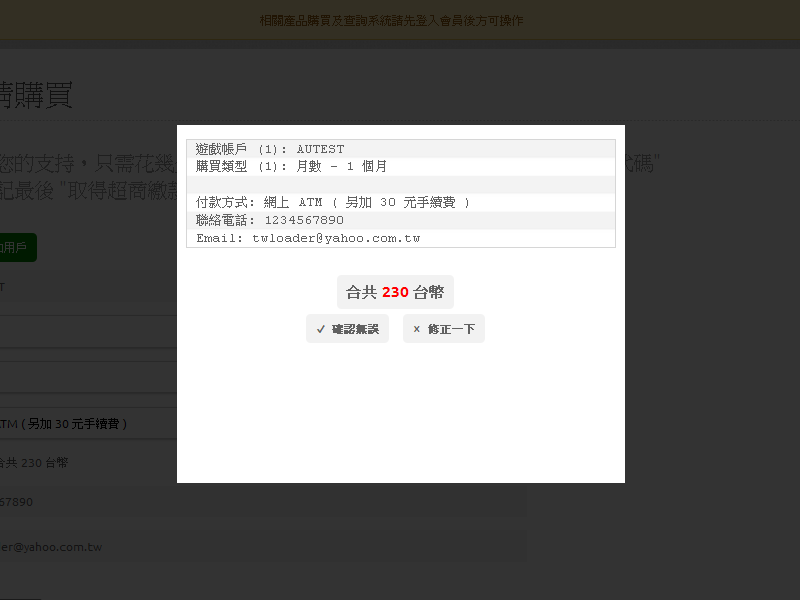 相關產品購買及查詢系統請先登入會員後方可操作
請購買
您的支持，只需花幾
代碼"
記最後 "取得超商繳款
加用戶
遊戲帳戶 (1): AUTEST
購買類型 (1): 月數 - 1 個月
付款方式: 網上 ATM ( 另加 30 元手續費 )
聯絡電話: 1234567890
Email: twloader@yahoo.com.tw
合共 230 台幣
✓ 確認無誤
× 修正一下
ATM ( 另加 30 元手續費 )
合共 230 台幣
67890
er@yahoo.com.tw